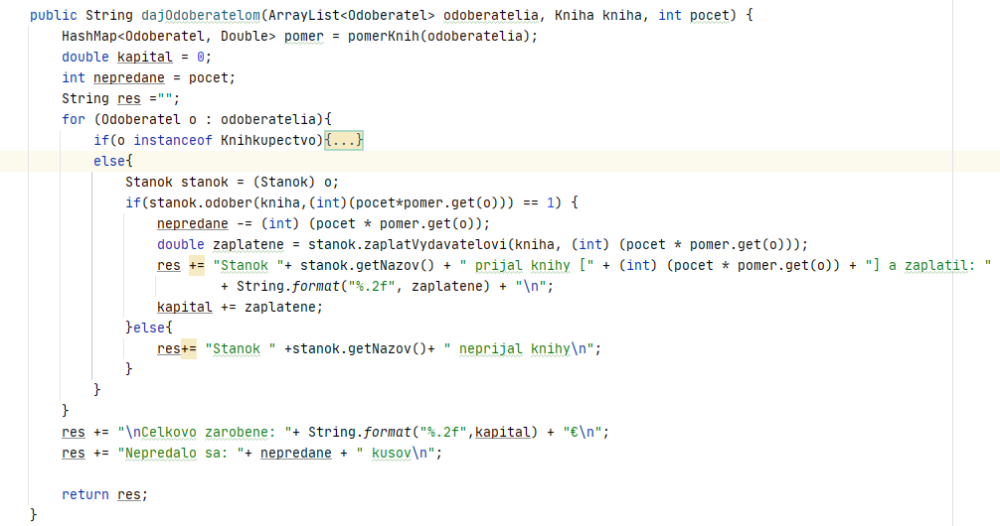 public String dajOdoberatelom(ArrayList<Odoberatel> odoberatelia, Kniha kniha, int pocet) {
    HashMap<Odoberatel, Double> pomer = pomerKnih(odoberatelia);
    double kapital = 0;
    int nepredane = pocet;
    String res ="";
    for (Odoberatel o : odoberatelia){
        if(o instanceof Knihkupectvo){...}
        else{
            Stanok stanok = (Stanok) o;
            if(stanok.odober(kniha,(int)(pocet*pomer.get(o))) == 1) {
                nepredane -= (int) (pocet * pomer.get(o));
                double zaplatene = stanok.zaplatVydavatelovi(kniha, (int) (pocet * pomer.get(o)));
                res += "Stanok "+ stanok.getNazov() + " prijal knihy [" + (int) (pocet * pomer.get(o)) + "] a zaplatil: "
                        + String.format("%.2f", zaplatene) + "\n";
                kapital += zaplatene;
            }else{
                res+= "Stanok " +stanok.getNazov()+ " neprijal knihy\n";
            }
        }
    }
    res += "\nCelkovo zarobene: "+ String.format("%.2f",kapital) + "€\n";
    res += "Nepredalo sa: "+ nepredane + " kusov\n";

    return res;
}